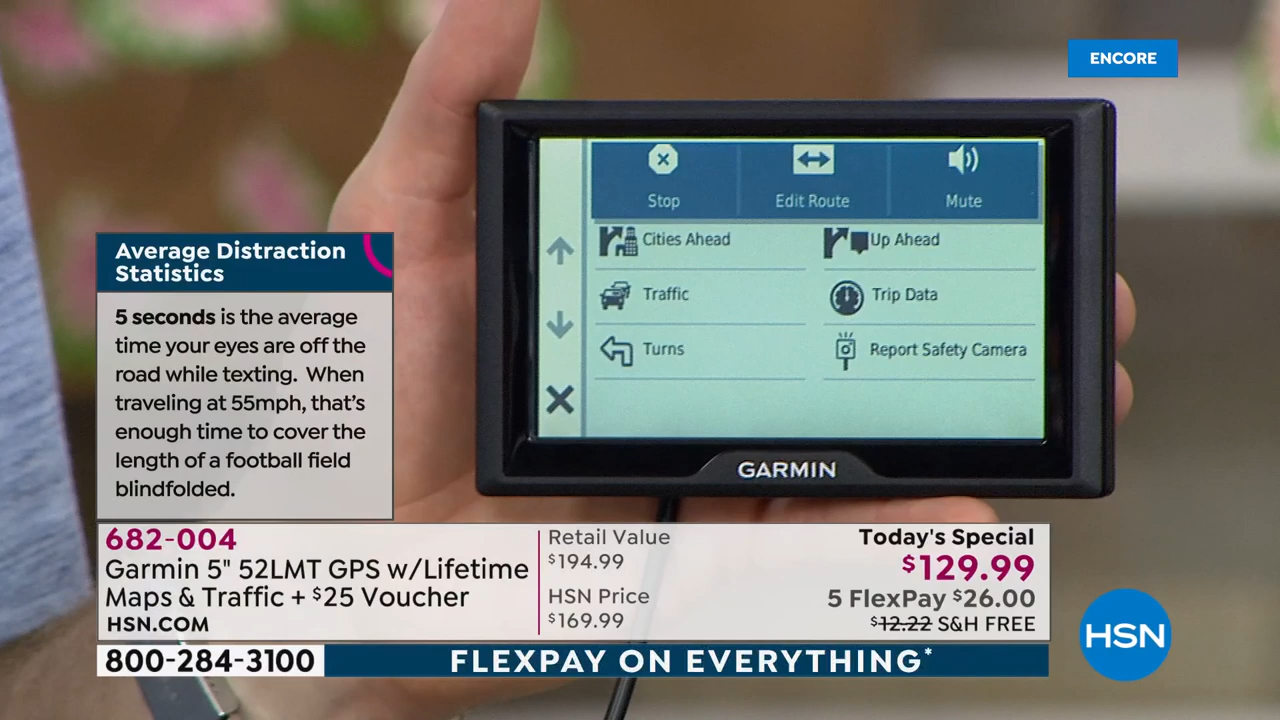 ENCORE
Stop
Edit Route
Mute
Cities Ahead
Up Ahead
Traffic
Trip Data
Turns
Report Safety Camera
GARMIN
Average Distraction
Statistics
5 seconds is the average
time your eyes are off the
road while texting. When
traveling at 55mph, that's
enough time to cover the
length of a football field
blindfolded.
682-004
Garmin 5" 52LMT GPS w/Lifetime
Maps & Traffic + $25 Voucher
HSN.COM
Retail Value
$194.99
HSN Price
$169.99
Today's Special
$129.99
5 FlexPay $26.00
$12.22 S&H FREE
HSN
800-284-3100
FLEXPAY ON EVERYTHING*